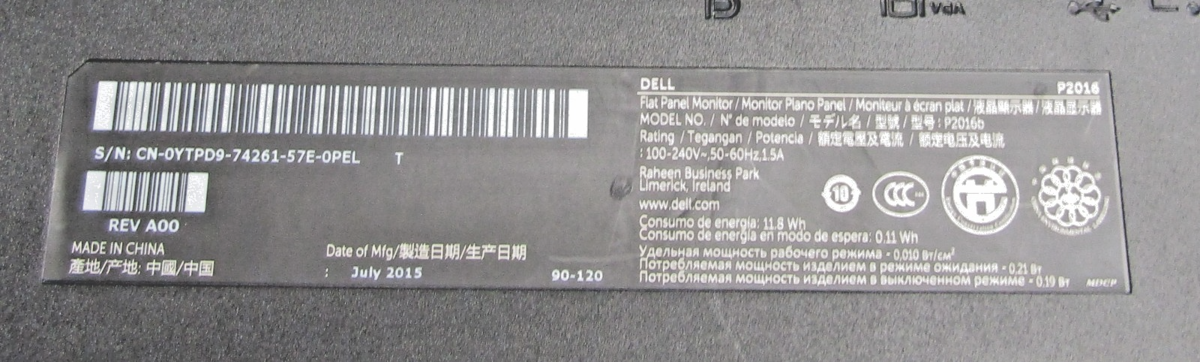 VGA
DELL P2016
Flat Panel Monitor / Monitor Plano Panel / Moniteur à écran plat / 液晶顯示器 / 液晶显示器
MODEL NO. / N° de modelo / モデル名 / 型號 / 型号: P2016b
Rating / Tegangan / Potencia / 額定電壓及電流 / 额定电压及电流
: 100-240V~,50-60Hz,1.5A
Raheen Business Park
Limerick, Ireland
www.dell.com
Consumo de energía: 11.8 Wh
Consumo de energía en modo de espera: 0.11 Wh
Удельная мощность рабочего режима - 0,010 Вт/см²
Потребляемая мощность изделием в режиме ожидания - 0.21 Вт
Потребляемая мощность изделием в выключенном режиме - 0.19 Вт
MDCP
10
CCC
S/N: CN-0YTPD9-74261-57E-0PEL T
REV A00
MADE IN CHINA
產地/产地: 中國/中国
Date of Mfg/製造日期/生产日期
: July 2015
90-120